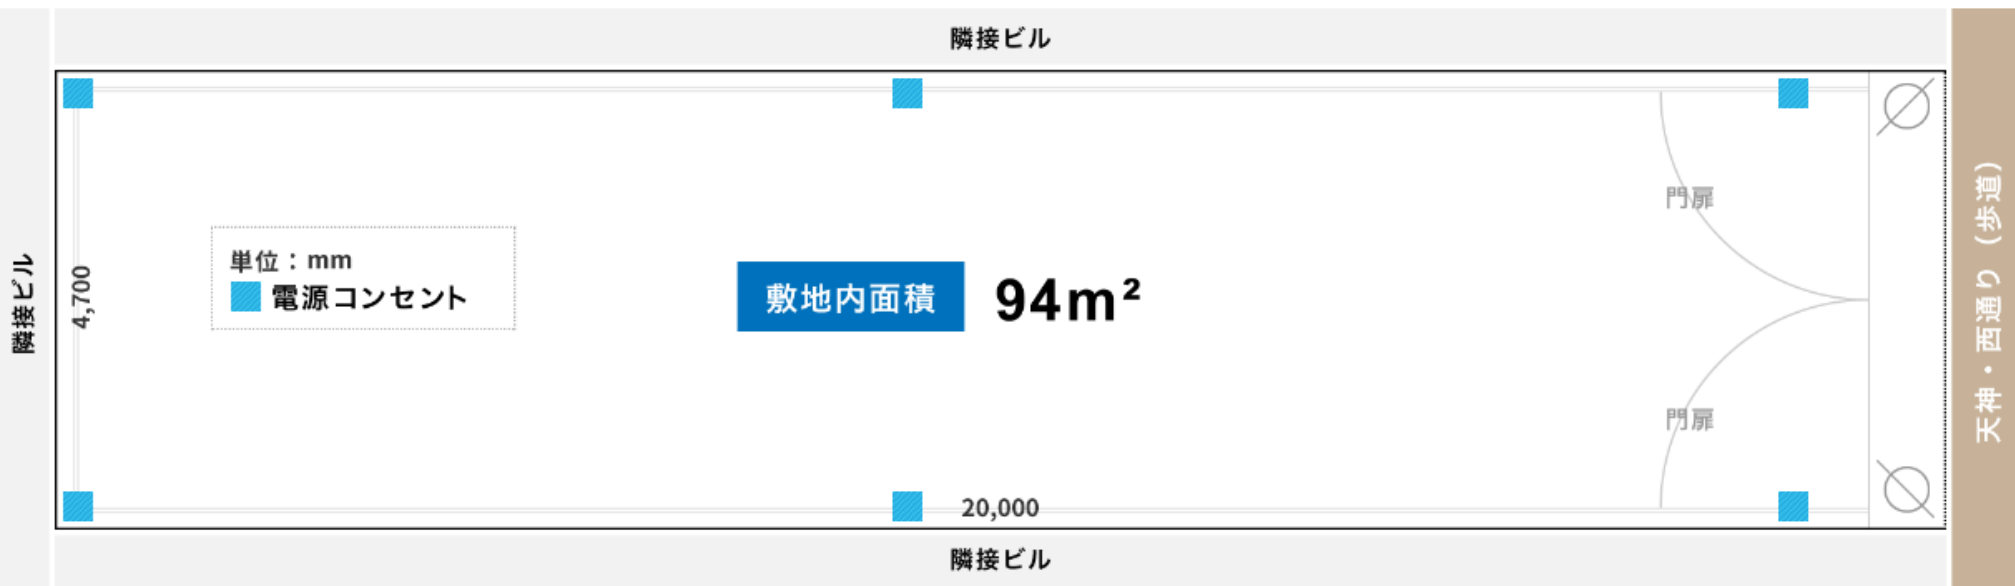 隣接ビル
隣接ビル
4,700
単位：mm
電源コンセント
敷地内面積
94m²
門扉
門扉
天神・西通り（歩道）
20,000
隣接ビル